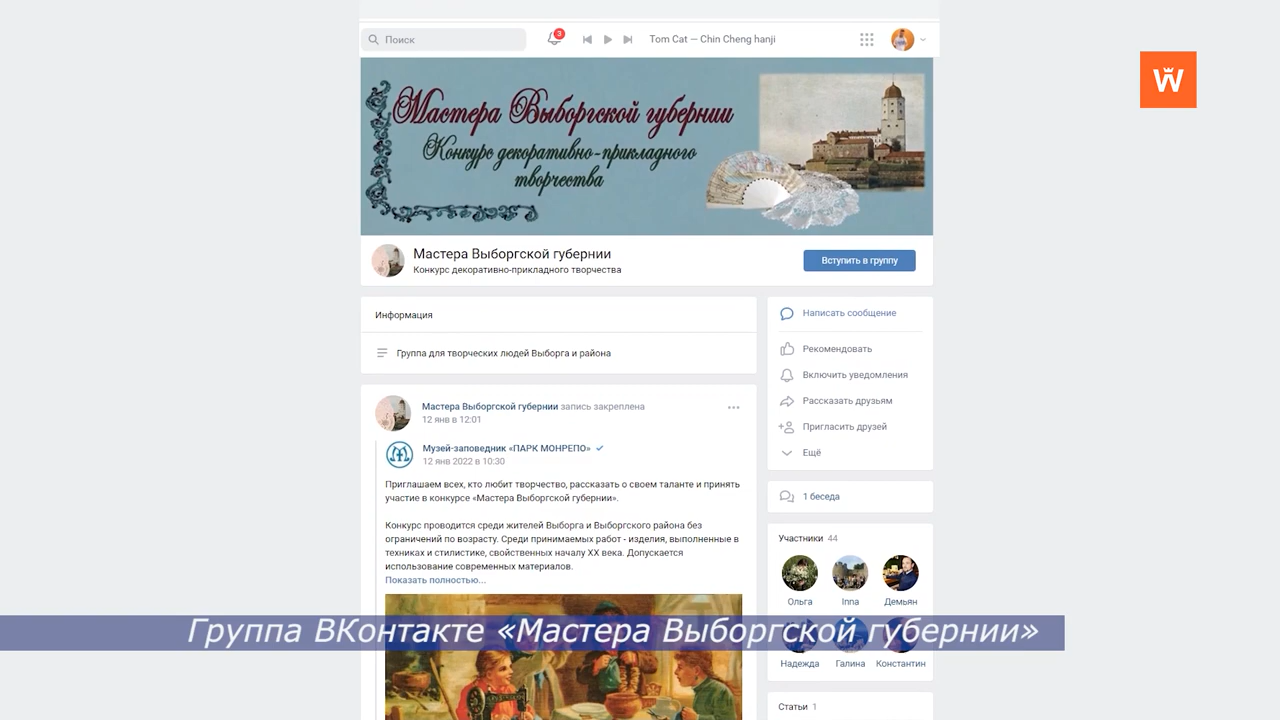 Поиск
3
Tom Cat — Chin Cheng hanji
W
Мастера Выборгской губернии
Конкурс декоративно-прикладного
творчества
Мастера Выборгской губернии
Конкурс декоративно-прикладного творчества
Вступить в группу
Информация
Группа для творческих людей Выборга и района
Мастера Выборгской губернии запись закреплена
12 янв в 12:01
Музей-заповедник «ПАРК МОНРЕПО»
12 янв 2022 в 10:30
Приглашаем всех, кто любит творчество, рассказать о своем таланте и принять
участие в конкурсе «Мастера Выборгской губернии».
Конкурс проводится среди жителей Выборга и Выборгского района без
ограничений по возрасту. Среди принимаемых работ - изделия, выполненные в
техниках и стилистике, свойственных началу XX века. Допускается
использование современных материалов.
Показать полностью...
Написать сообщение
Рекомендовать
Включить уведомления
Рассказать друзьям
Пригласить друзей
Ещё
1 беседа
Участники 44
Ольга
Inna
Демьян
Надежда
Галина
Константин
Статьи 1
Группа ВКонтакте «Мастера Выборгской губернии»